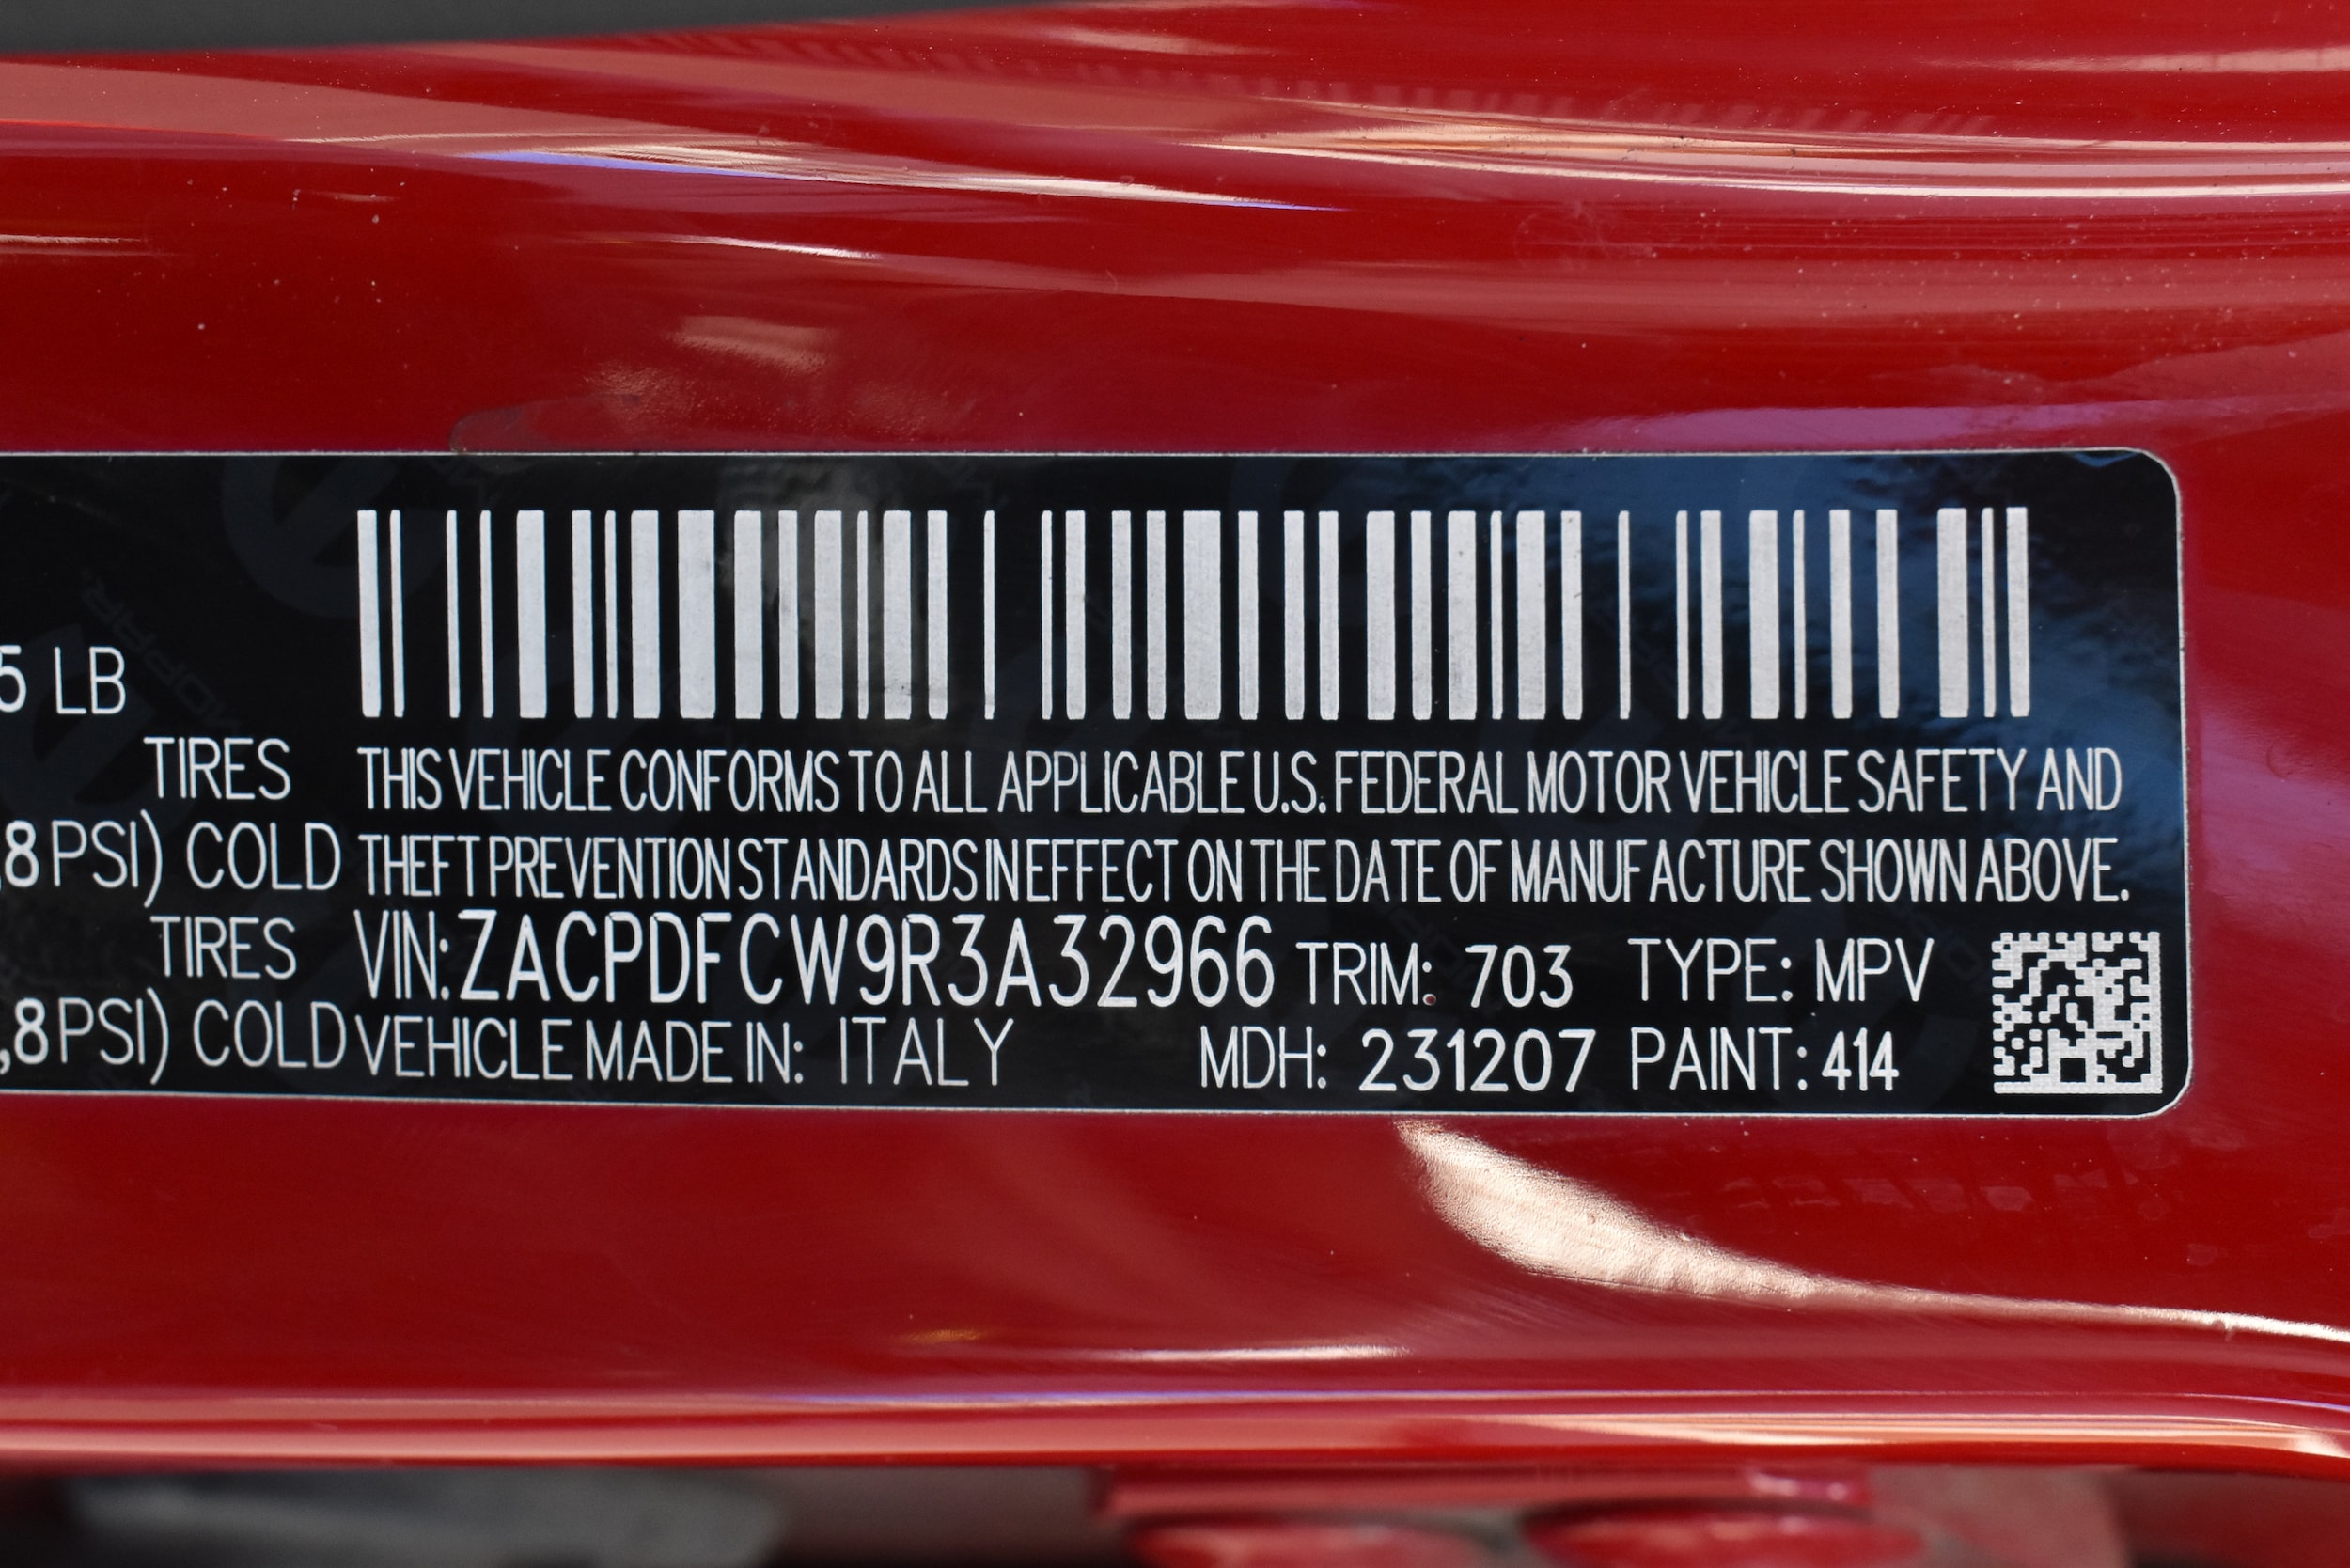 5 LB
TIRES
THIS VEHICLE CONFORMS TO ALL APPLICABLE U.S. FEDERAL MOTOR VEHICLE SAFETY AND
,8 PSI) COLD
THEFT PREVENTION STANDARDS IN EFFECT ON THE DATE OF MANUFACTURE SHOWN ABOVE.
TIRES
VIN: ZACPDFCW9R3A32966 TRIM: 703 TYPE: MPV
,8 PSI) COLD
VEHICLE MADE IN: ITALY MDH: 231207 PAINT: 414
MOPAR